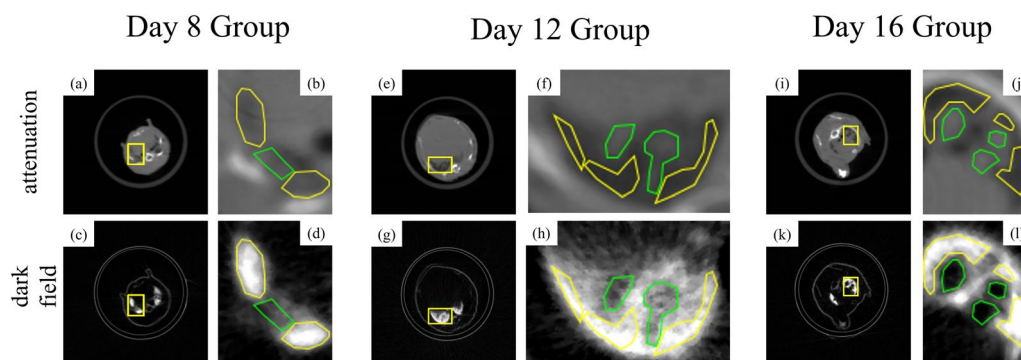 Day 8 Group
Day 12 Group
Day 16 Group
attenuation
(a)
(b)
(e)
(f)
(i)
(j)
dark
field
(c)
(d)
(g)
(h)
(k)
(l)